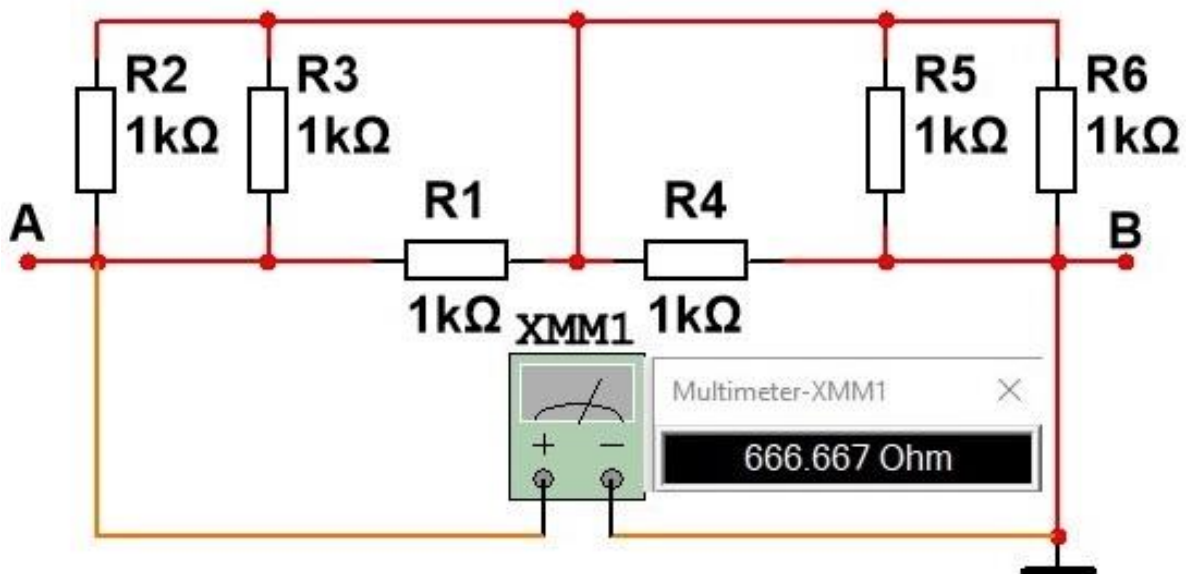 R2
1kΩ
R3
1kΩ
R5
1kΩ
R6
1kΩ
A
R1
1kΩ
R4
1kΩ
B
XMM1
Multimeter-XMM1
666.667 Ohm